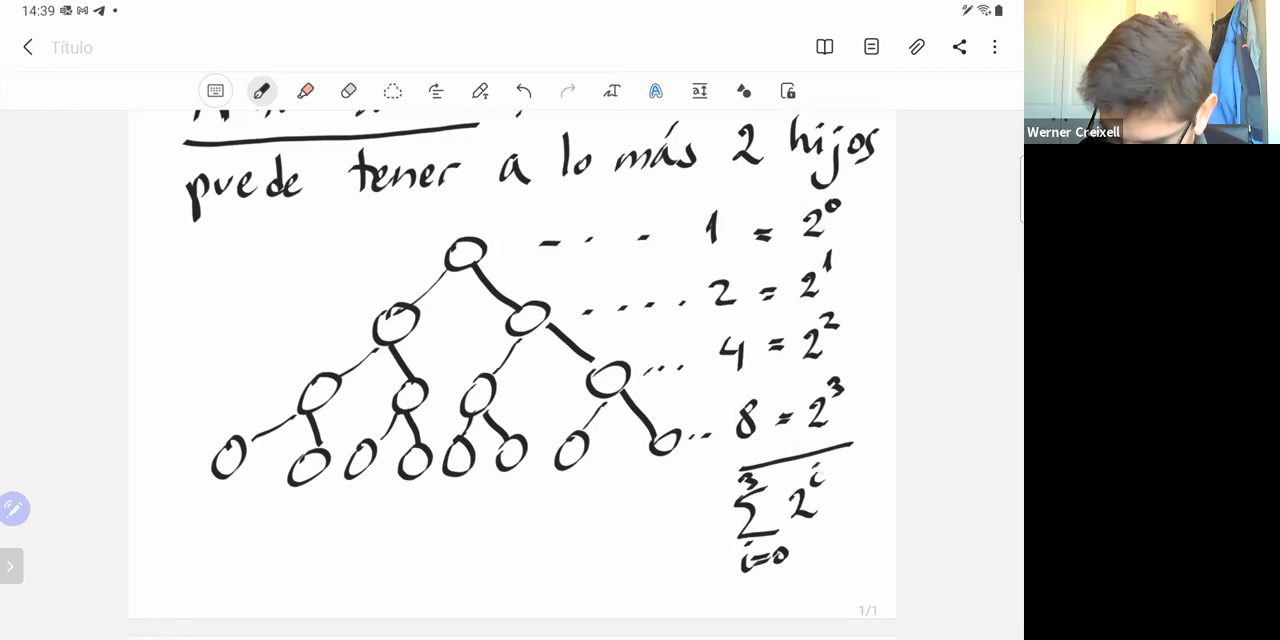 14:39
Título
puede tener a lo más 2 hijos
1 = 2⁰
2 = 2¹
4 = 2²
8 = 2³
3
∑ 2ⁱ
i=0
1/1
Werner Creixell